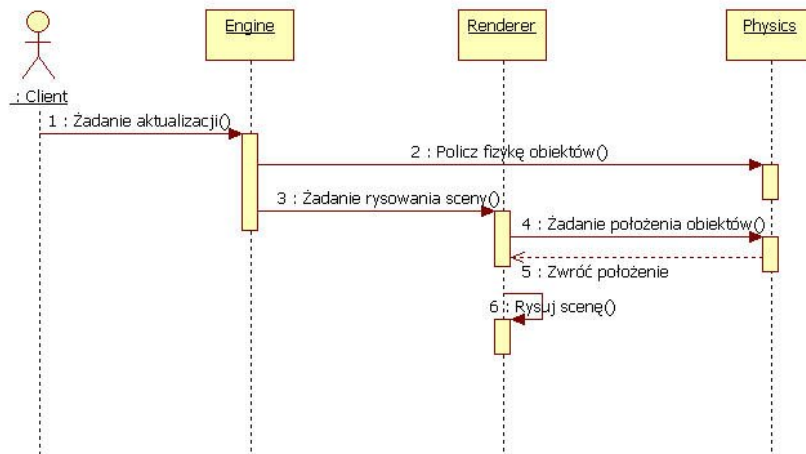 Engine
Renderer
Physics
: Client
1 : Żadanie aktualizacji()
2 : Policz fizykę obiektów()
3 : Żadanie rysowania sceny()
4 : Żadanie położenia obiektów()
5 : Zwróć położenie
6 : Rysuj scenę()